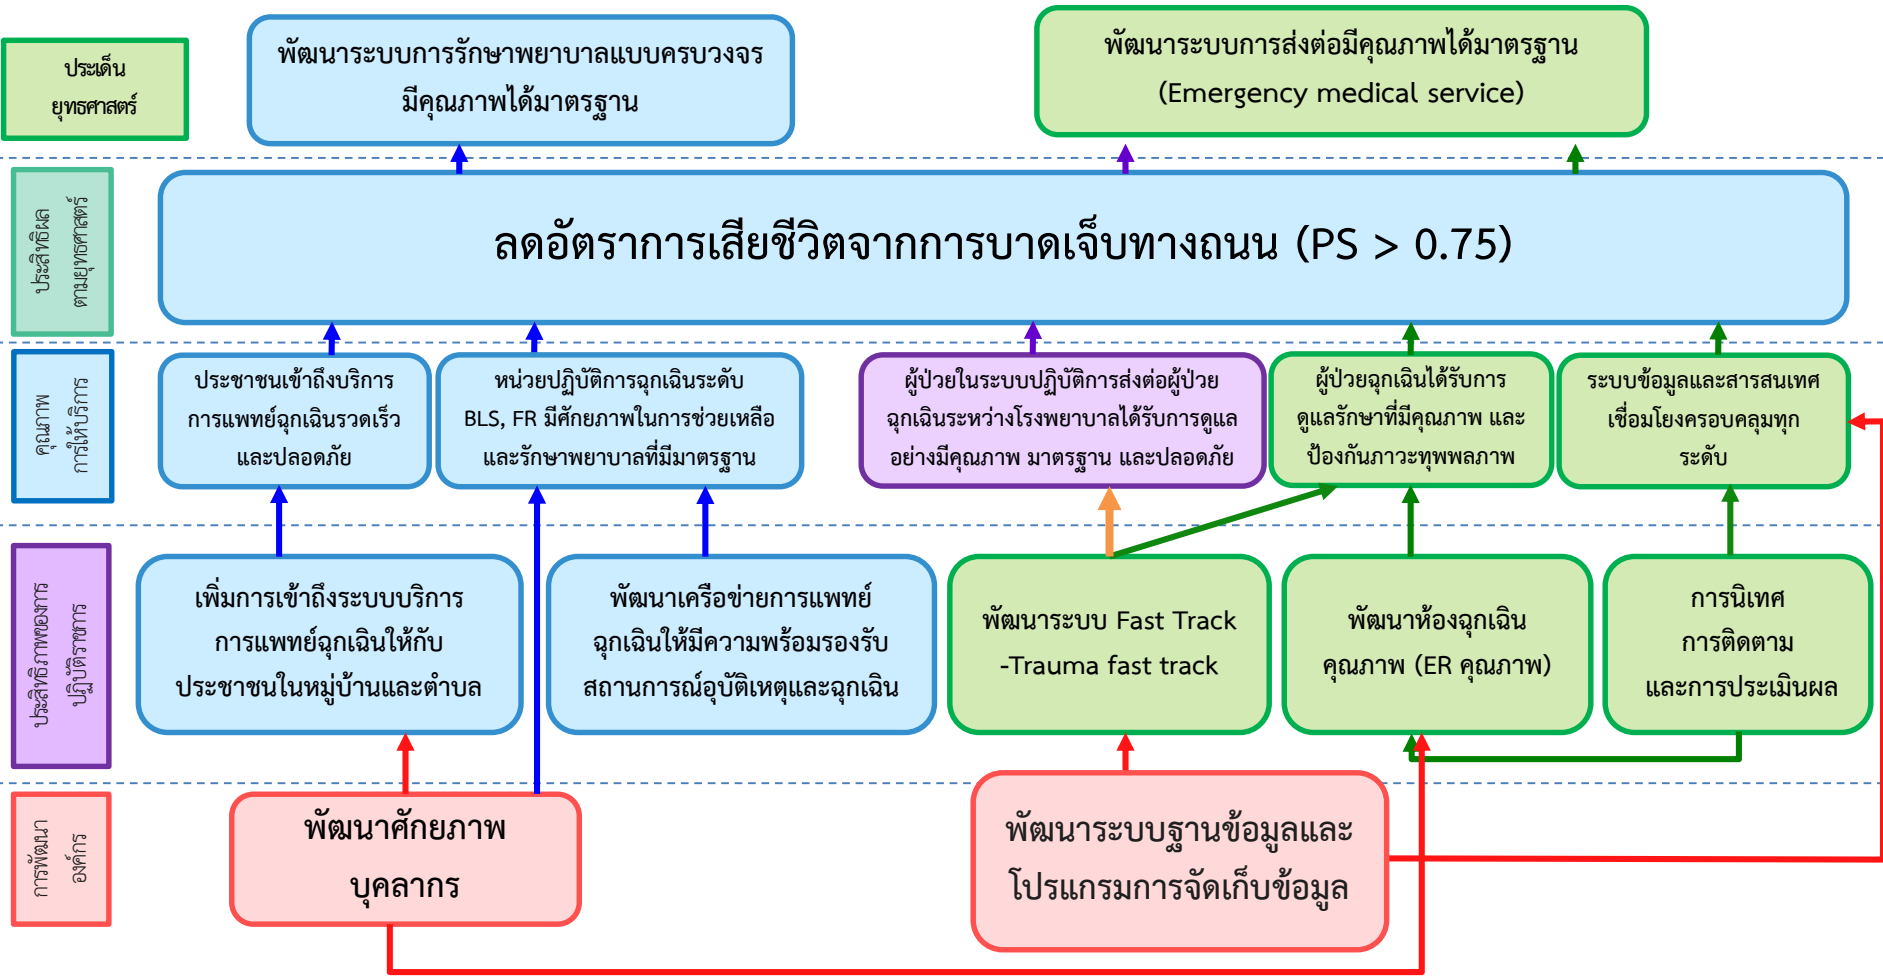 ประเด็น
ยุทธศาสตร์
พัฒนาระบบการรักษาพยาบาลแบบครบวงจร
มีคุณภาพได้มาตรฐาน
พัฒนาระบบการส่งต่อมีคุณภาพได้มาตรฐาน
(Emergency medical service)
ประสิทธิผล
ตามยุทธศาสตร์
ลดอัตราการเสียชีวิตจากการบาดเจ็บทางถนน (PS > 0.75)
คุณภาพ
การให้บริการ
ประชาชนเข้าถึงบริการ
การแพทย์ฉุกเฉินรวดเร็ว
และปลอดภัย
หน่วยปฏิบัติการฉุกเฉินระดับ
BLS, FR มีศักยภาพในการช่วยเหลือ
และรักษาพยาบาลที่มีมาตรฐาน
ผู้ป่วยในระบบปฏิบัติการส่งต่อผู้ป่วย
ฉุกเฉินระหว่างโรงพยาบาลได้รับการดูแล
อย่างมีคุณภาพ มาตรฐาน และปลอดภัย
ผู้ป่วยฉุกเฉินได้รับการ
ดูแลรักษาที่มีคุณภาพ และ
ป้องกันภาวะทุพพลภาพ
ระบบข้อมูลและสารสนเทศ
เชื่อมโยงครอบคลุมทุก
ระดับ
ประสิทธิภาพของการ
ปฏิบัติราชการ
เพิ่มการเข้าถึงระบบบริการ
การแพทย์ฉุกเฉินให้กับ
ประชาชนในหมู่บ้านและตำบล
พัฒนาเครือข่ายการแพทย์
ฉุกเฉินให้มีความพร้อมรองรับ
สถานการณ์อุบัติเหตุและฉุกเฉิน
พัฒนาระบบ Fast Track
-Trauma fast track
พัฒนาห้องฉุกเฉิน
คุณภาพ (ER คุณภาพ)
การนิเทศ
การติดตาม
และการประเมินผล
การพัฒนา
องค์กร
พัฒนาศักยภาพ
บุคลากร
พัฒนาระบบฐานข้อมูลและ
โปรแกรมการจัดเก็บข้อมูล